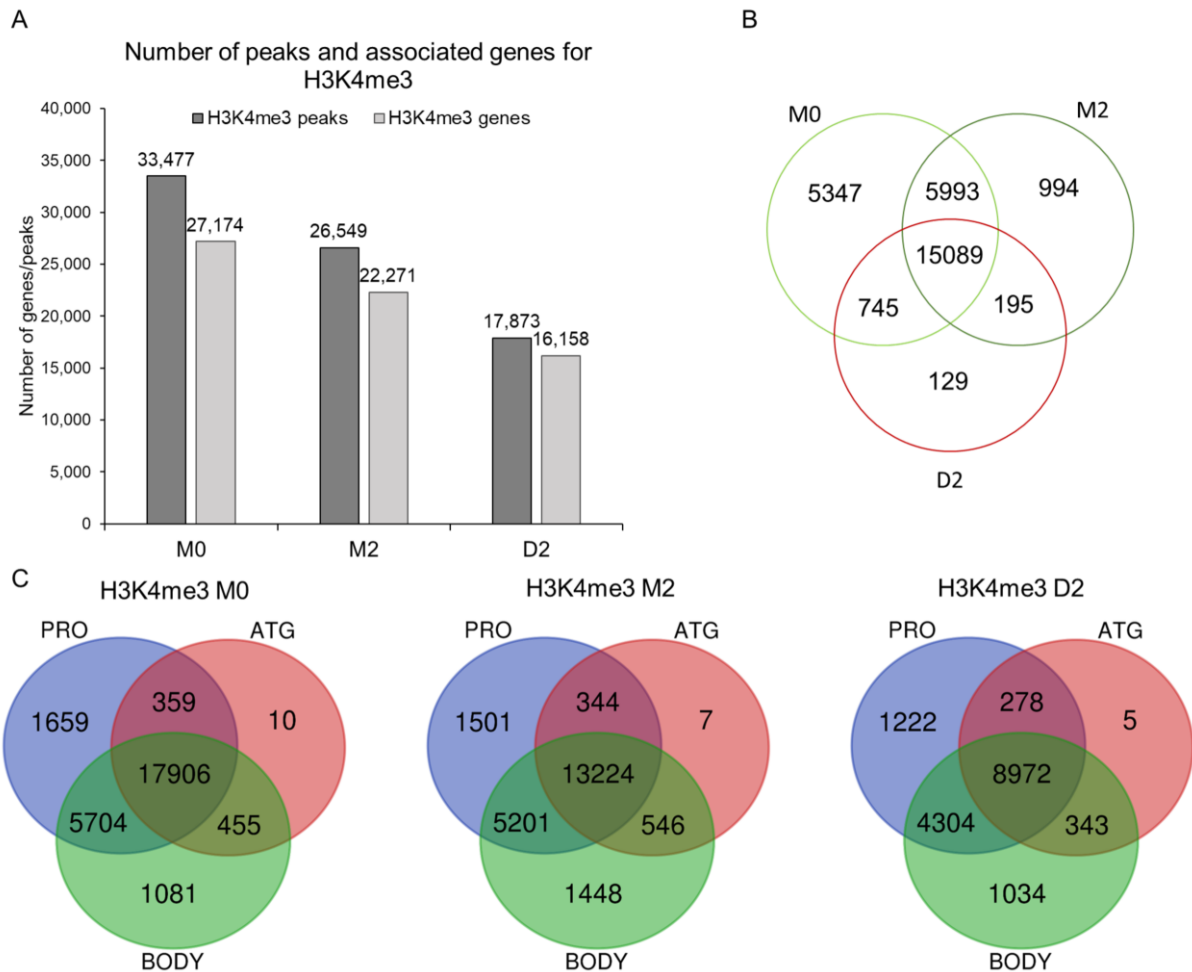 A
Number of peaks and associated genes for
H3K4me3
H3K4me3 peaks H3K4me3 genes
Number of genes/peaks
40,000
35,000
30,000
25,000
20,000
15,000
10,000
5,000
0
33,477
27,174
26,549
22,271
17,873
16,158
M0 M2 D2
B
M0 M2
5347 5993 994
15089
745 195
129
D2
C
H3K4me3 M0
PRO ATG
1659 359 10
17906
5704 455
1081
BODY
H3K4me3 M2
PRO ATG
1501 344 7
13224
5201 546
1448
BODY
H3K4me3 D2
PRO ATG
1222 278 5
8972
4304 343
1034
BODY